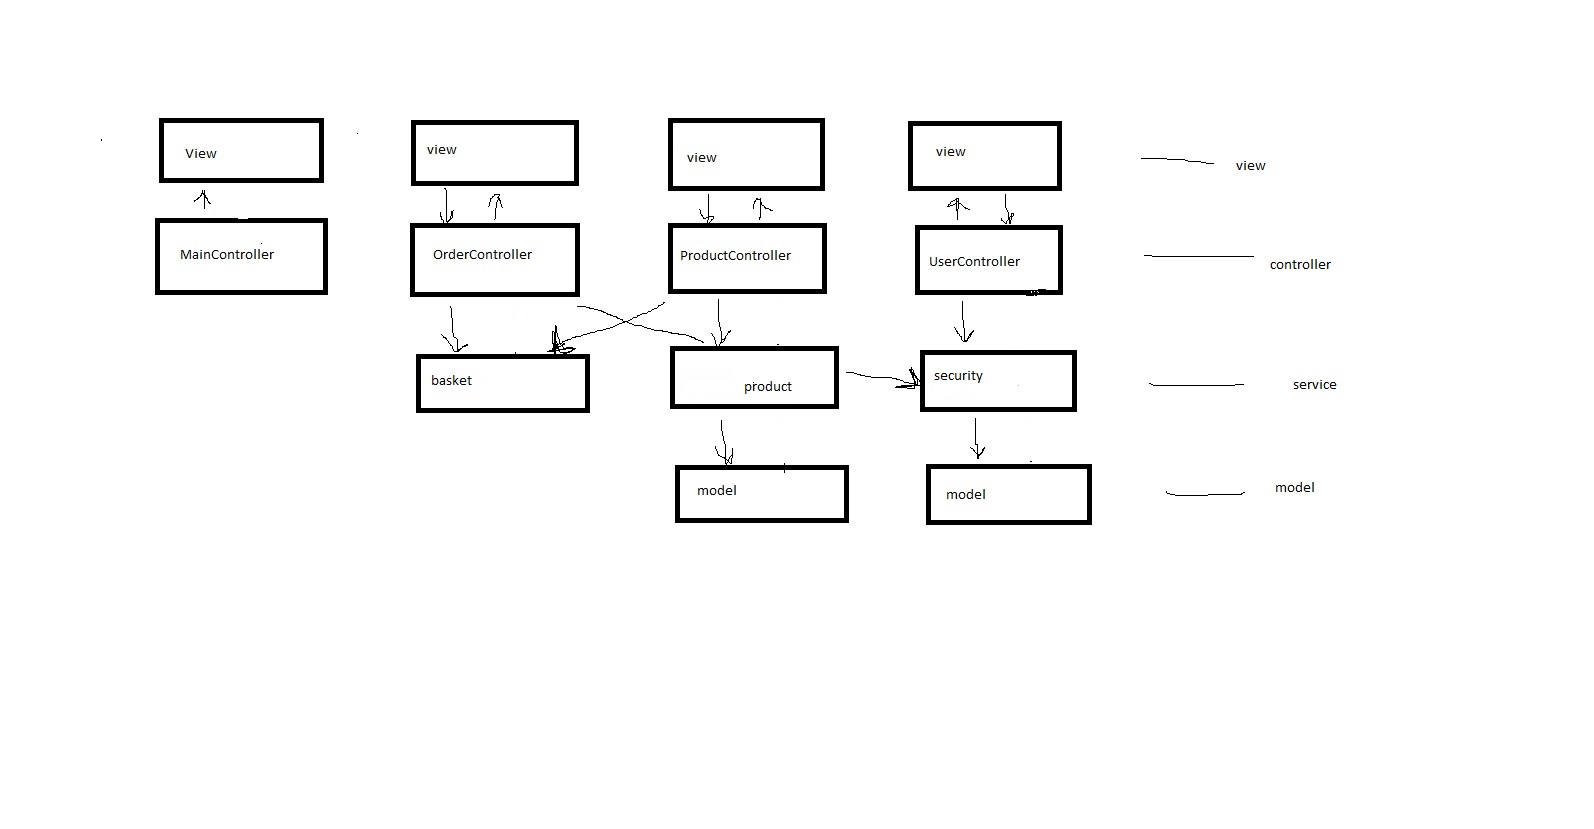 View
view
view
view
view
MainController
OrderController
ProductController
UserController
controller
basket
product
security
service
model
model
model